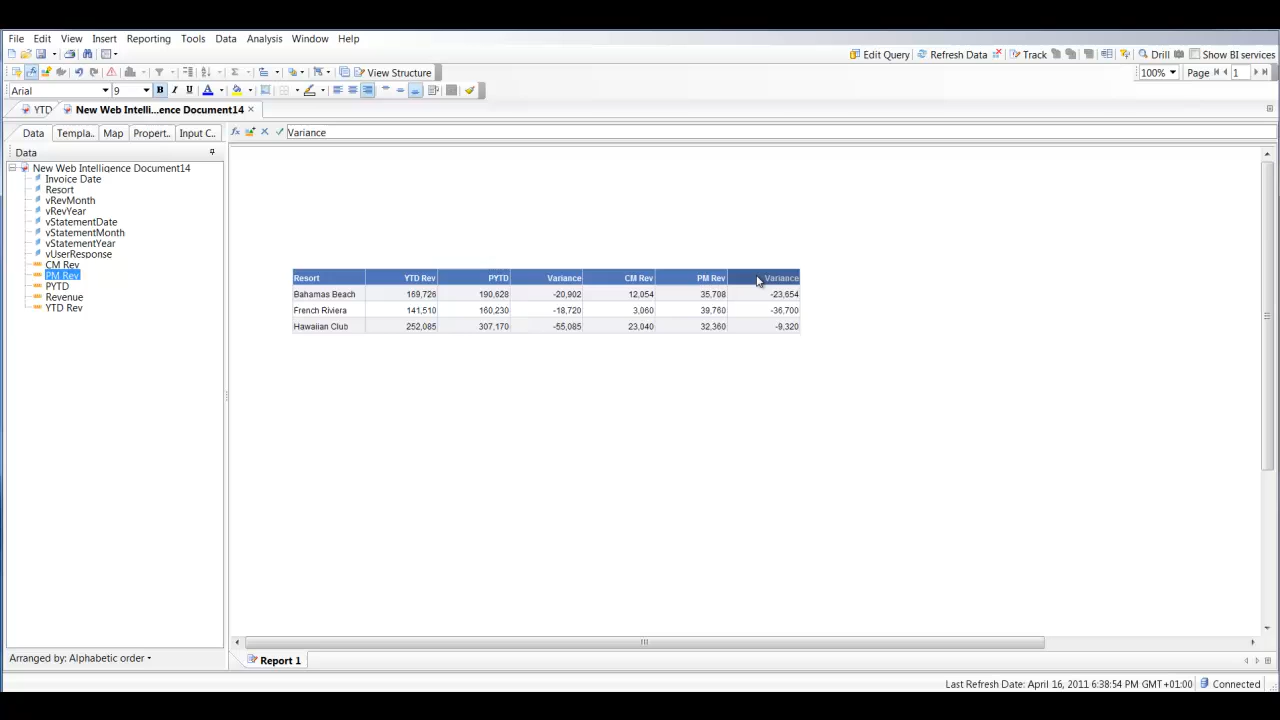 File Edit View Insert Reporting Tools Data Analysis Window Help
Edit Query Refresh Data Track Drill Show BI services
View Structure 100% Page 1
Arial 9 B I U A
YTD New Web Intelli...ence Document14
Data Templa.. Map Propert.. Input C.. Variance
Data
New Web Intelligence Document14
Invoice Date
Resort
vRevMonth
vRevYear
vStatementDate
vStatementMonth
vStatementYear
vUserResponse
CM Rev
PM Rev
PYTD
Revenue
YTD Rev
Resort YTD Rev PYTD Variance CM Rev PM Rev Variance
Bahamas Beach 169,726 190,628 -20,902 12,054 35,708 -23,654
French Riviera 141,510 160,230 -18,720 3,060 39,760 -36,700
Hawaiian Club 252,085 307,170 -55,085 23,040 32,360 -9,320
Arranged by: Alphabetic order
Report 1
Last Refresh Date: April 16, 2011 6:38:54 PM GMT+01:00 Connected